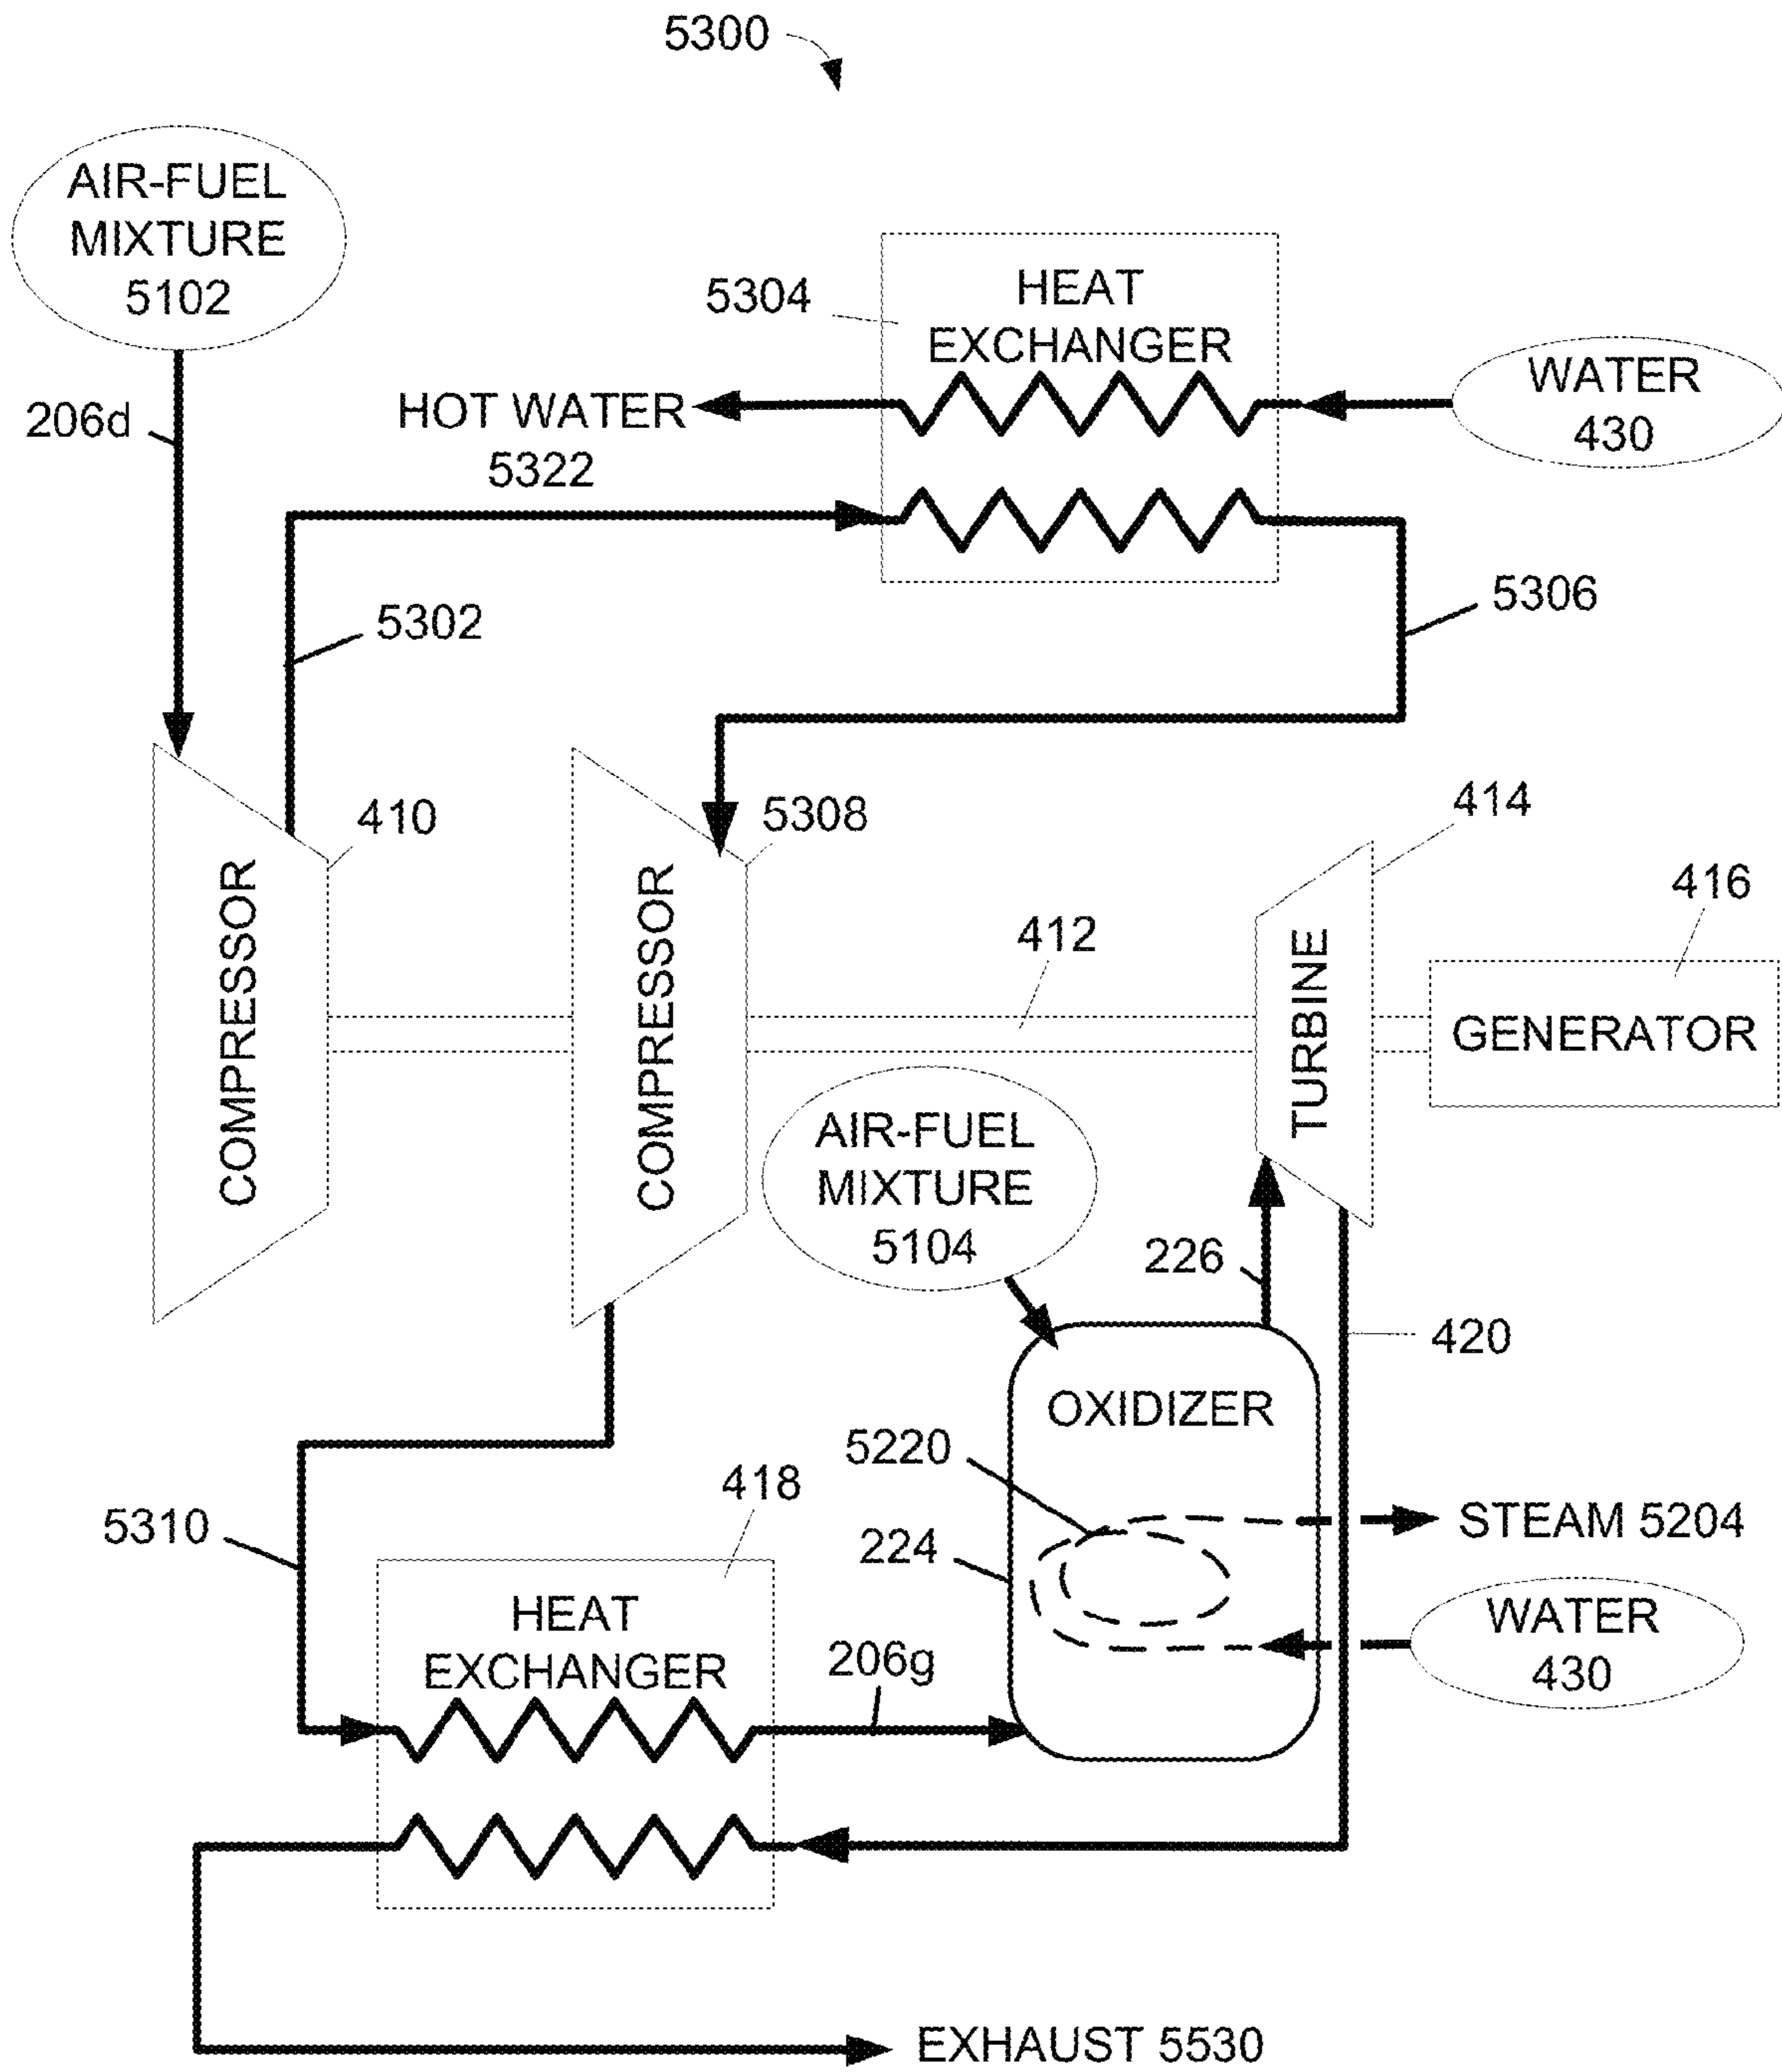 5300
AIR-FUEL
MIXTURE
5102
206d
5304
HEAT
EXCHANGER
WATER
430
HOT WATER
5322
5302
5306
410
5308
414
416
COMPRESSOR
COMPRESSOR
412
TURBINE
GENERATOR
AIR-FUEL
MIXTURE
5104
226
420
OXIDIZER
5220
418
5310
224
STEAM 5204
HEAT
EXCHANGER
206g
WATER
430
EXHAUST 5530